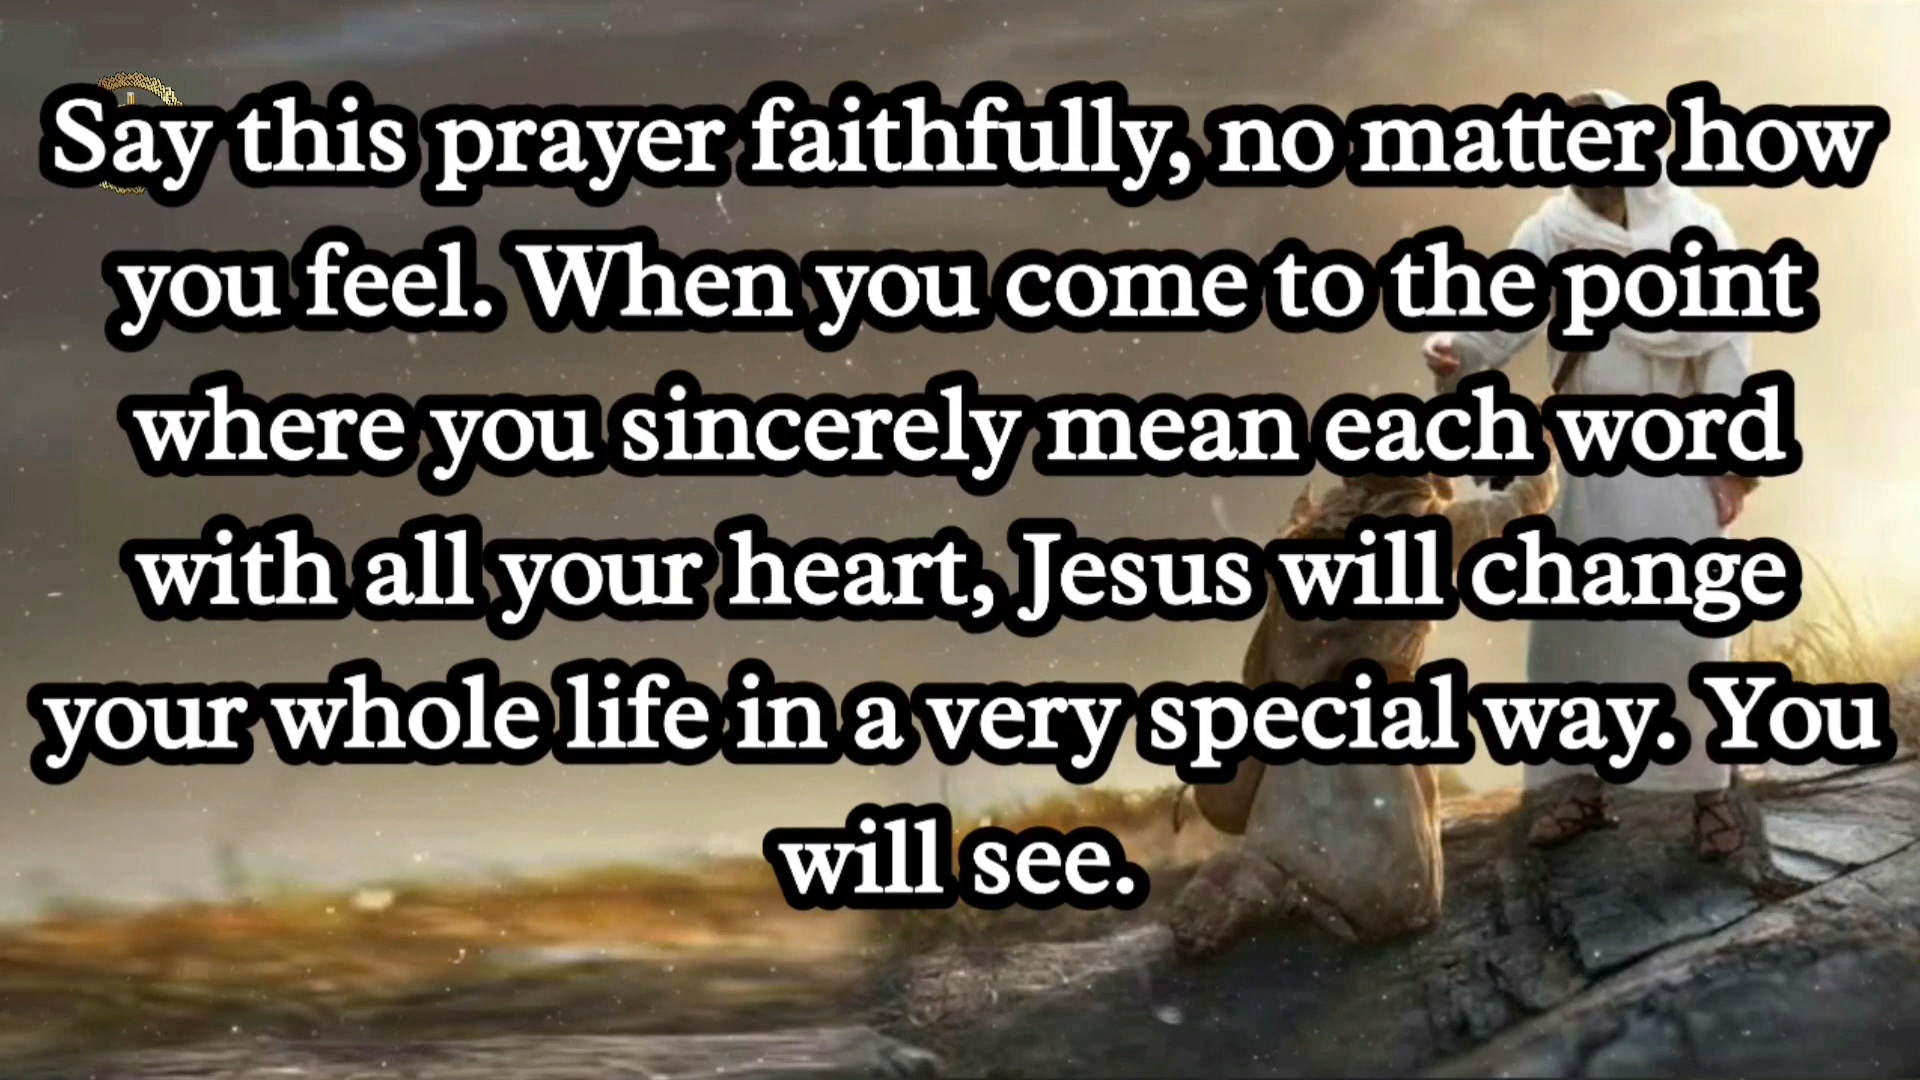 Say this prayer faithfully, no matter how
you feel. When you come to the point
where you sincerely mean each word
with all your heart, Jesus will change
your whole life in a very special way. You
will see.